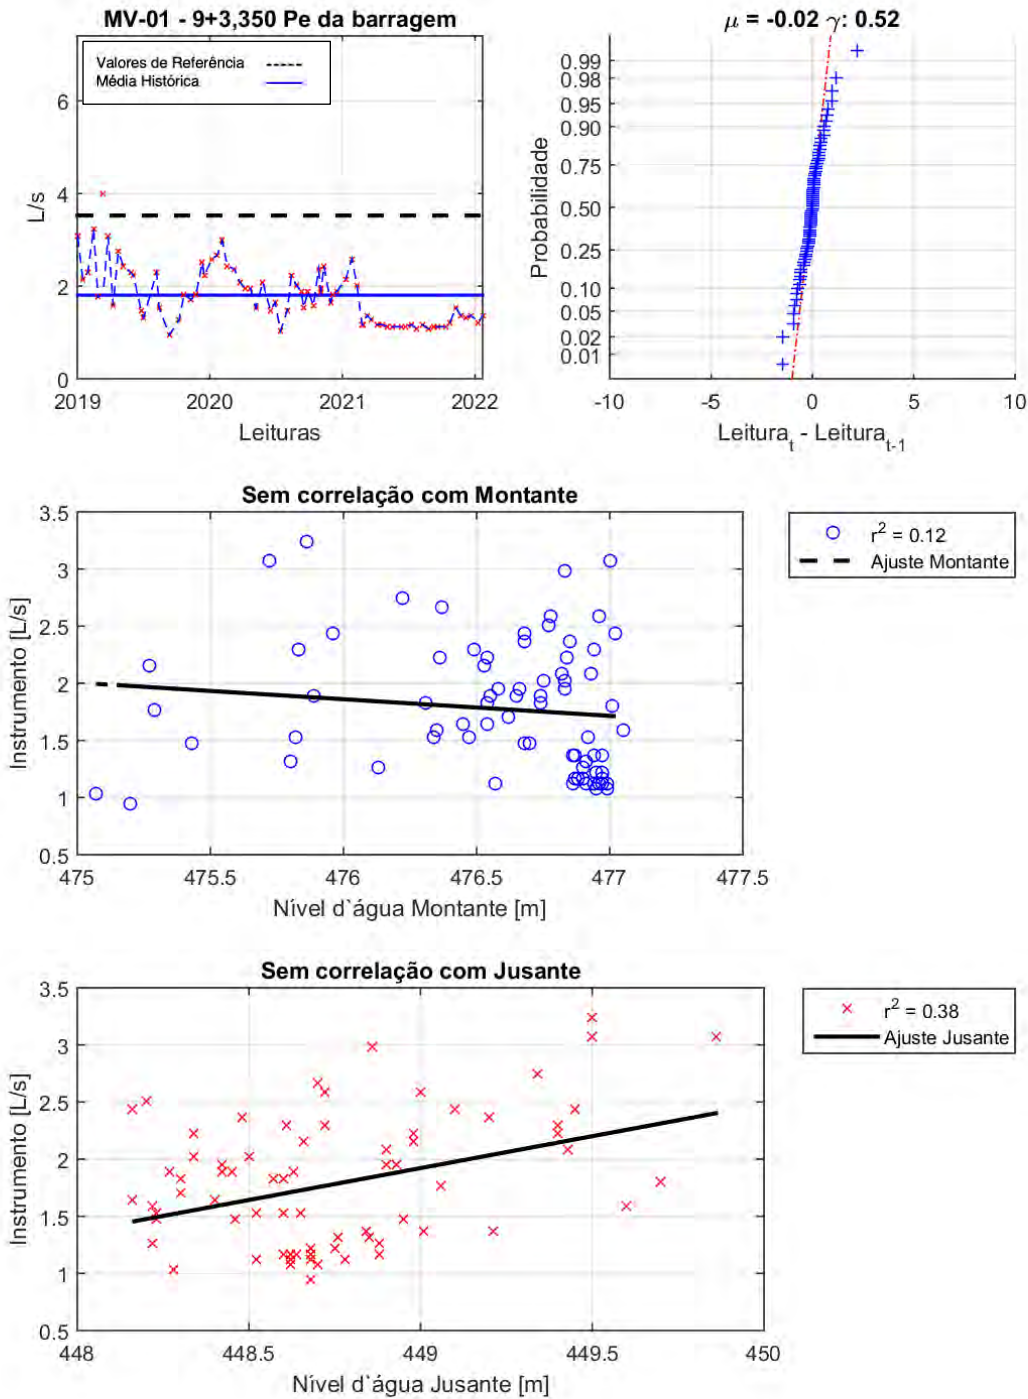 MV-01 - 9+3,350 Pe da barragem
Valores de Referência
Média Histórica
6
4
2
0
L/s
2019
2020
2021
2022
Leituras
μ = -0.02 γ: 0.52
0.99
0.98
0.95
0.90
0.75
0.50
0.25
0.10
0.05
0.02
0.01
Probabilidade
-10
-5
0
5
10
Leitura_t - Leitura_t-1
Sem correlação com Montante
3.5
3
2.5
2
1.5
1
0.5
Instrumento [L/s]
475
475.5
476
476.5
477
477.5
Nível d`água Montante [m]
r² = 0.12
Ajuste Montante
Sem correlação com Jusante
3.5
3
2.5
2
1.5
1
0.5
Instrumento [L/s]
448
448.5
449
449.5
450
Nível d`água Jusante [m]
r² = 0.38
Ajuste Jusante